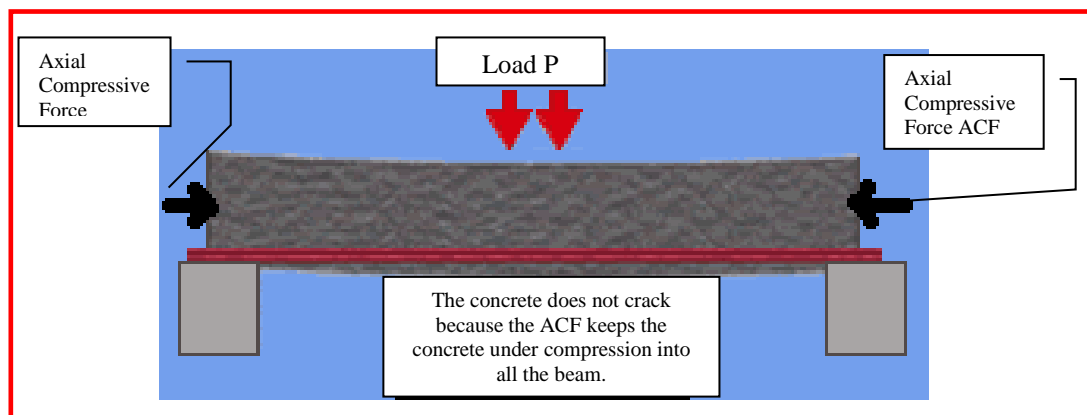 Axial
Compressive
Force
Load P
Axial
Compressive
Force ACF
The concrete does not crack
because the ACF keeps the
concrete under compression into
all the beam.